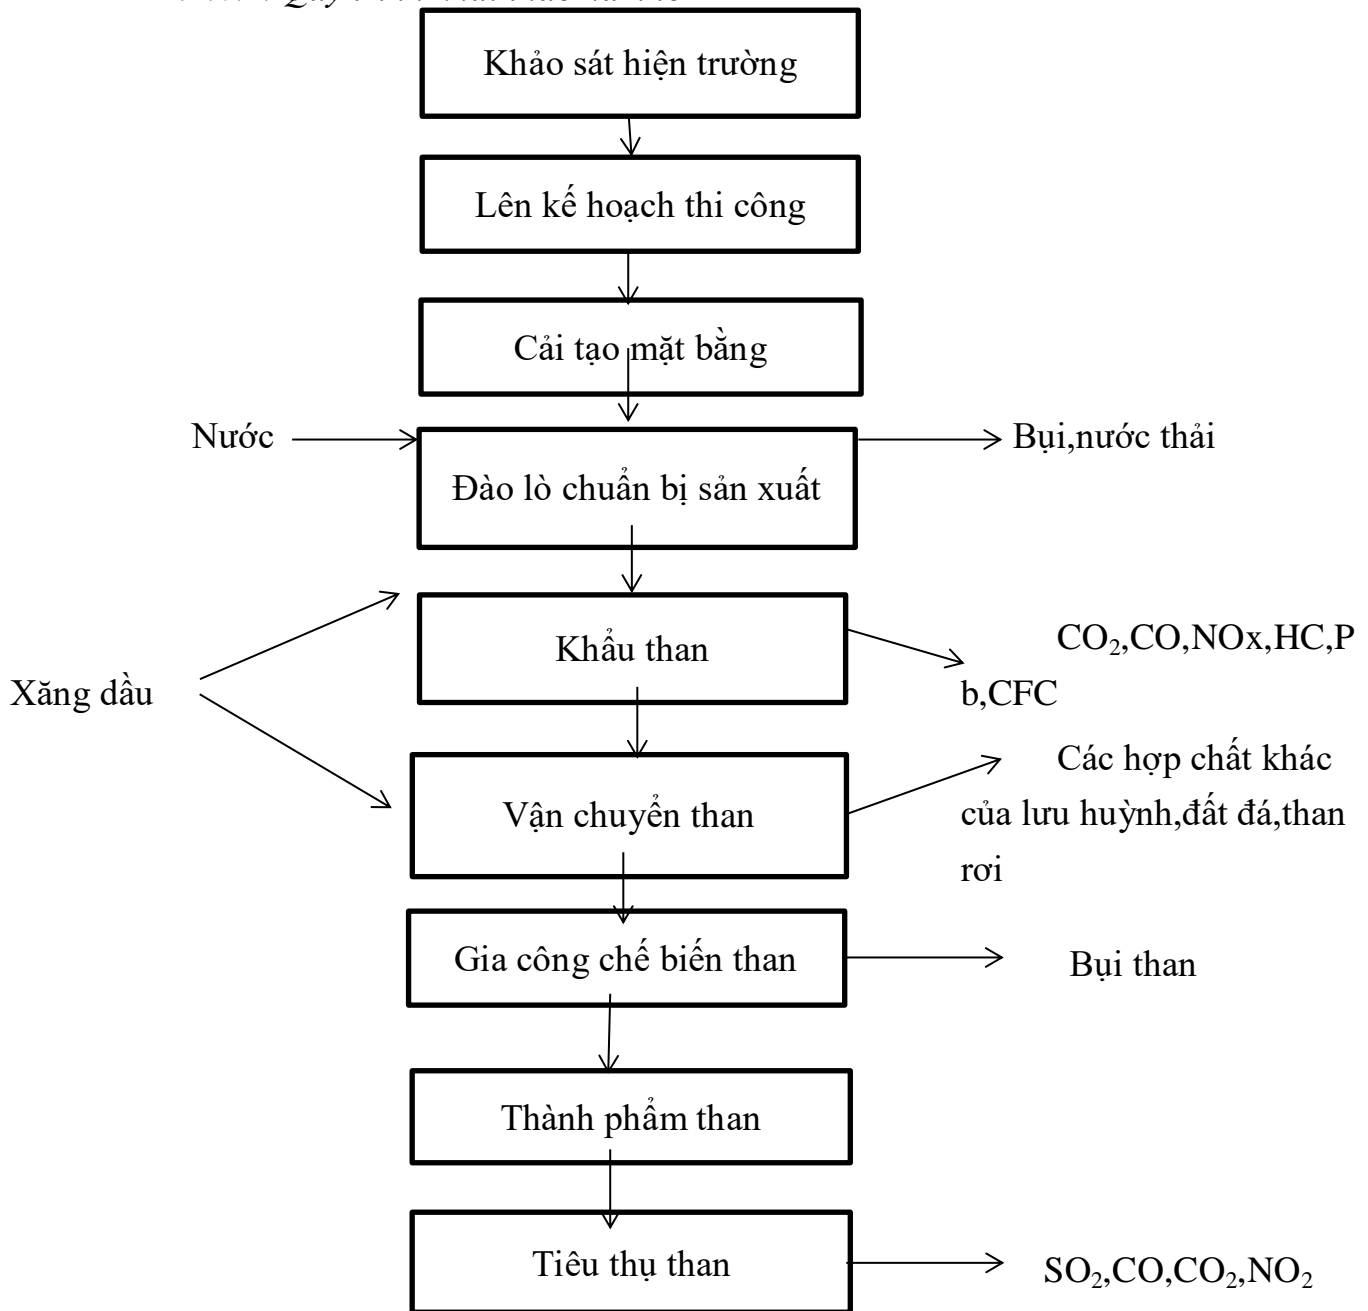 Khảo sát hiện trường
Lên kế hoạch thi công
Cải tạo mặt bằng
Nước
Bụi,nước thải
Đào lò chuẩn bị sản xuất
Khẩu than
CO₂,CO,NOx,HC,P
b,CFC
Xăng dầu
Vận chuyển than
Các hợp chất khác
của lưu huỳnh,đất đá,than
rơi
Gia công chế biến than
Bụi than
Thành phẩm than
Tiêu thụ than
SO₂,CO,CO₂,NO₂